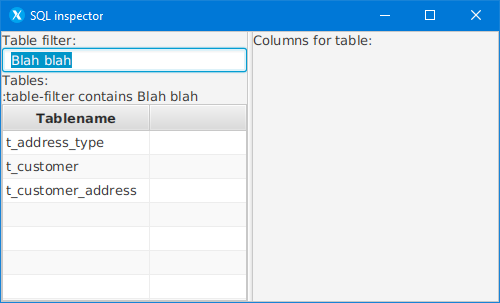 SQL inspector
Table filter:
Blah blah
Tables:
:table-filter contains Blah blah
Tablename
t_address_type
t_customer
t_customer_address
Columns for table: